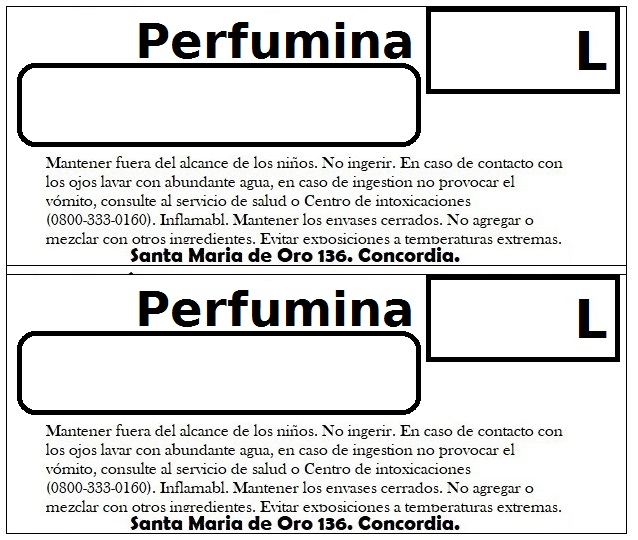 Perfumina
L
Mantener fuera del alcance de los niños. No ingerir. En caso de contacto con
los ojos lavar con abundante agua, en caso de ingestion no provocar el
vómito, consulte al servicio de salud o Centro de intoxicaciones
(0800-333-0160). Inflamabl. Mantener los envases cerrados. No agregar o
mezclar con otros ingredientes. Evitar exposiciones a temperaturas extremas.
Santa Maria de Oro 136. Concordia.
Perfumina
L
Mantener fuera del alcance de los niños. No ingerir. En caso de contacto con
los ojos lavar con abundante agua, en caso de ingestion no provocar el
vómito, consulte al servicio de salud o Centro de intoxicaciones
(0800-333-0160). Inflamabl. Mantener los envases cerrados. No agregar o
mezclar con otros ingredientes. Evitar exposiciones a temperaturas extremas.
Santa Maria de Oro 136. Concordia.